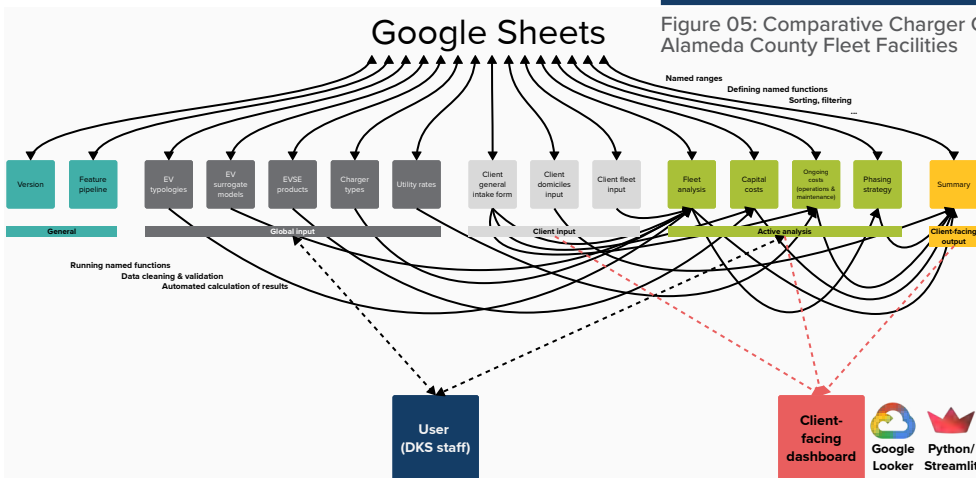 Google Sheets
Figure 05: Comparative Charger
Alameda County Fleet Facilities
Named ranges
Defining named functions
Sorting, filtering
...
Version
Feature
pipeline
EV
typologies
EV
surrogate
models
EVSE
products
Charger
types
Utility rates
Client
general
intake form
Client
domiciles
input
Client fleet
input
Fleet
analysis
Capital
costs
Ongoing
costs
(operations &
maintenance)
Phasing
strategy
Summary
General
Global input
Client input
Active analysis
Client-facing
output
Running named functions
Data cleaning & validation
Automated calculation of results
User
(DKS staff)
Client-
facing
dashboard
Google
Looker
Python/
Streamlit